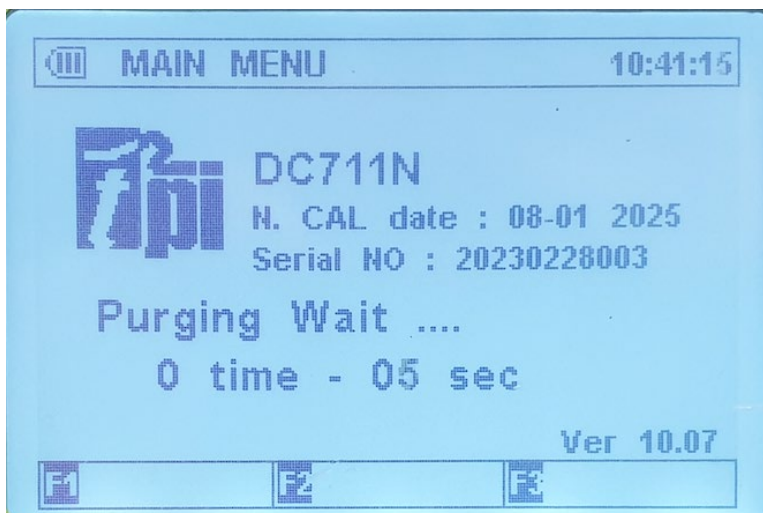 MAIN MENU 10:41:15
TPI
DC711N
N. CAL date : 08-01 2025
Serial NO : 20230228003
Purging Wait ....
0 time - 05 sec
Ver 10.07
F1 F2 F3